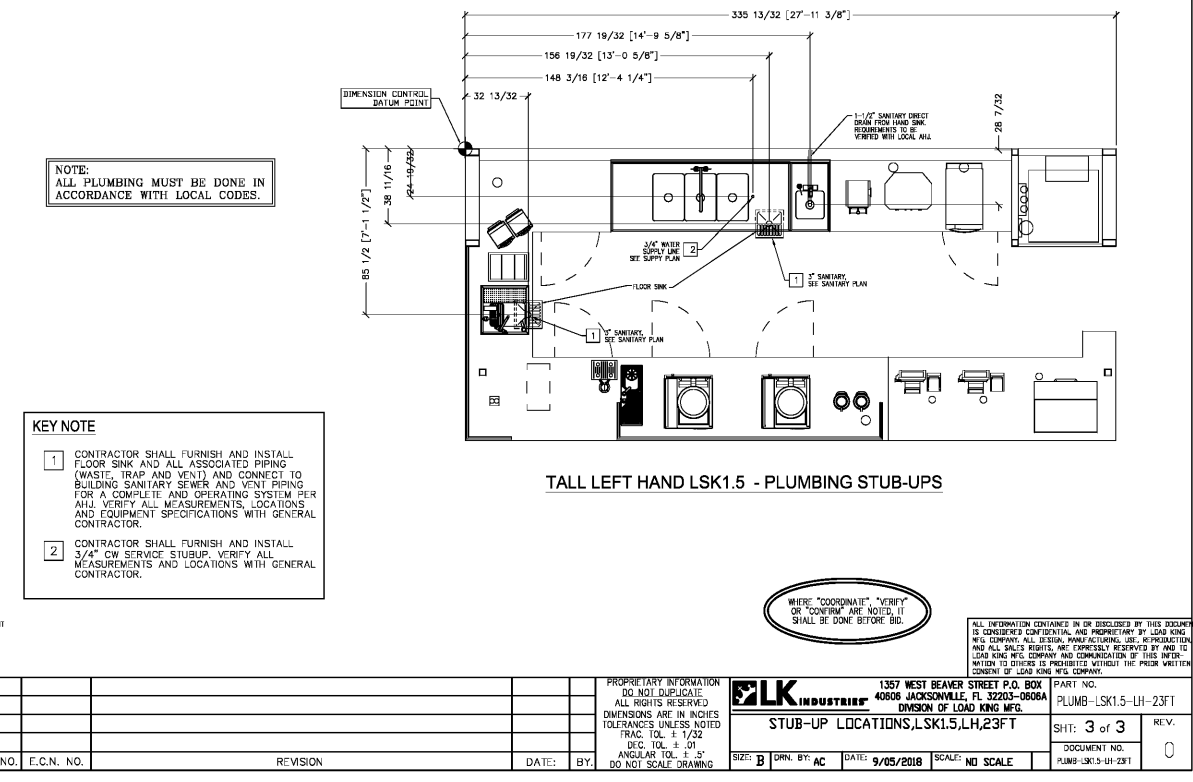 335 13/32 [27'-11 3/8"]
177 19/32 [14'-9 5/8"]
156 19/32 [13'-0 5/8"]
148 3/16 [12'-4 1/4"]
32 13/32
DIMENSION CONTROL
DATUM POINT
1-1/2" SANITARY DIRECT
DRAIN FROM HAND SINK.
REQUIREMENTS TO BE
VERIFIED WITH LOCAL AHJ.
28 7/32
NOTE:
ALL PLUMBING MUST BE DONE IN
ACCORDANCE WITH LOCAL CODES.
85 1/2 [7'-1 1/2"]
38 11/16
24 19/32
3/4" WATER
SUPPLY LINE
SEE SUPPY PLAN
2
1
3" SANITARY,
SEE SANITARY PLAN
FLOOR SINK
1
3" SANITARY,
SEE SANITARY PLAN
KEY NOTE
1
CONTRACTOR SHALL FURNISH AND INSTALL
FLOOR SINK AND ALL ASSOCIATED PIPING
(WASTE, TRAP AND VENT) AND CONNECT TO
BUILDING SANITARY SEWER AND VENT PIPING
FOR A COMPLETE AND OPERATING SYSTEM PER
AHJ. VERIFY ALL MEASUREMENTS, LOCATIONS
AND EQUIPMENT SPECIFICATIONS WITH GENERAL
CONTRACTOR.
2
CONTRACTOR SHALL FURNISH AND INSTALL
3/4" CW SERVICE STUBUP. VERIFY ALL
MEASUREMENTS AND LOCATIONS WITH GENERAL
CONTRACTOR.
TALL LEFT HAND LSK1.5 - PLUMBING STUB-UPS
WHERE "COORDINATE", "VERIFY"
OR "CONFIRM" ARE NOTED, IT
SHALL BE DONE BEFORE BID.
ALL INFORMATION CONTAINED IN OR DISCLOSED BY THIS DOCUMEN
IS CONSIDERED CONFIDENTIAL AND PROPRIETARY BY LOAD KING
MFG. COMPANY. ALL DESIGN, MANUFACTURING, USE, REPRODUCTION,
AND ALL SALES RIGHTS, ARE EXPRESSLY RESERVED BY AND TO
LOAD KING MFG. COMPANY AND COMMUNICATION OF THIS INFOR-
MATION TO OTHERS IS PROHIBITED WITHOUT THE PRIOR WRITTEN
CONSENT OF LOAD KING MFG. COMPANY.
NO. E.C.N. NO. REVISION DATE: BY.
PROPRIETARY INFORMATION
DO NOT DUPLICATE
ALL RIGHTS RESERVED
DIMENSIONS ARE IN INCHES
TOLERANCES UNLESS NOTED
FRAC. TOL. ± 1/32
DEC. TOL. ± .01
ANGULAR TOL. ± .5°
DO NOT SCALE DRAWING
LK INDUSTRIES
1357 WEST BEAVER STREET P.O. BOX
40606 JACKSONVILLE, FL 32203-0606A
DIVISION OF LOAD KING MFG.
STUB-UP LOCATIONS,LSK1.5,LH,23FT
SIZE: B DRN. BY: AC DATE: 9/05/2018 SCALE: NO SCALE
PART NO.
PLUMB-LSK1.5-LH-23FT
SHT: 3 of 3
REV.
0
DOCUMENT NO.
PLUMB-LSK1.5-LH-23FT